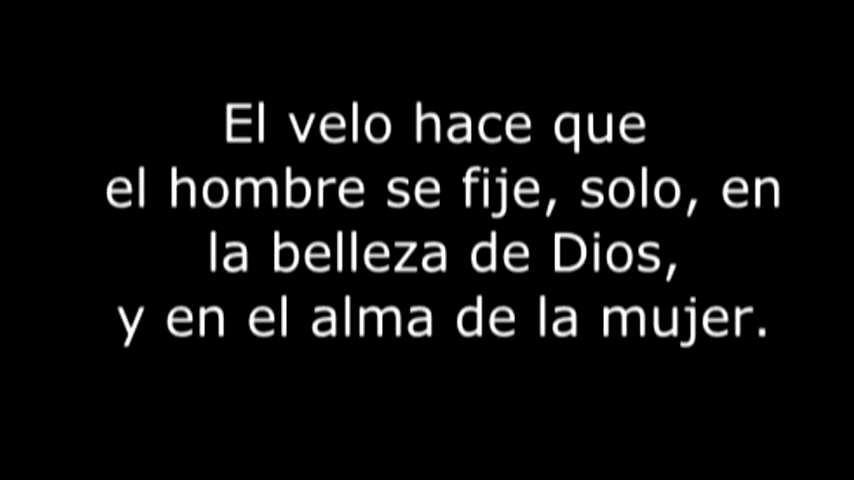 El velo hace que
el hombre se fije, solo, en
la belleza de Dios,
y en el alma de la mujer.